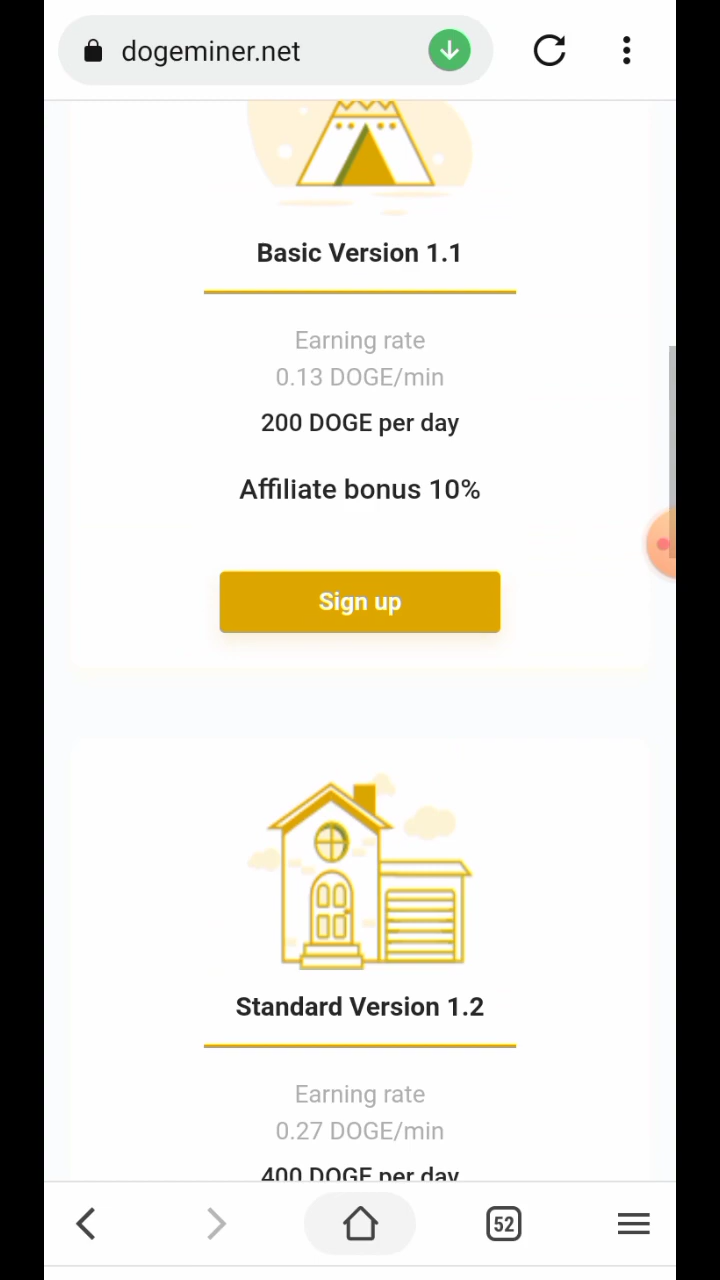 dogeminer.net
Basic Version 1.1
Earning rate
0.13 DOGE/min
200 DOGE per day
Affiliate bonus 10%
Sign up
Standard Version 1.2
Earning rate
0.27 DOGE/min
400 DOGE per day
52